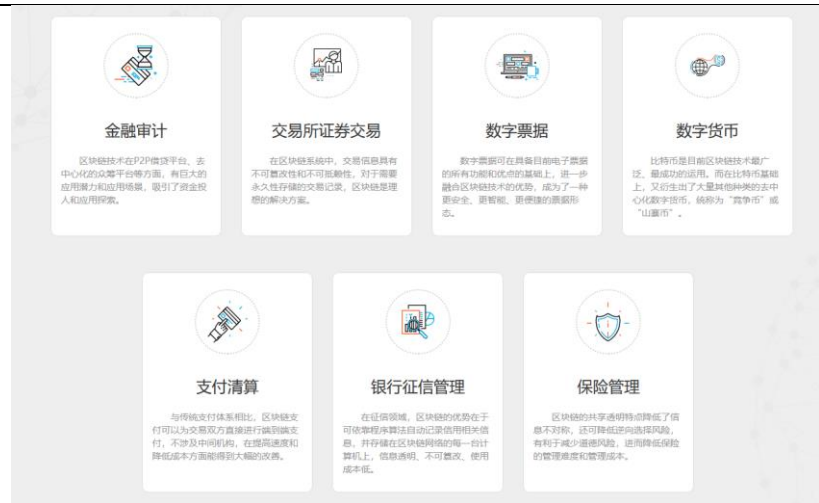 金融审计
区块链技术在P2P借贷平台、去
中心化的众筹平台等方面，有巨大的
应用潜力和应用场景，吸引了资金投
人和应用探索。
交易所证券交易
在区块链系统中，交易信息具有
不可篡改性和不可抵赖性，对于需要
永久性存储的交易记录，区块链是理
想的解决方案。
数字票据
数字票据可在具备目前电子票据
的所有功能和优点的基础上，进一步
融合区块链技术的优势，成为了一种
更安全、更智能、更便捷的票据形
态。
数字货币
比特币是目前区块链技术最广
泛、最成功的运用。而在比特币基础
上，又衍生出了大量其他种类的去中
心化数字货币，统称为“竞争币”或
“山寨币”。
支付清算
与传统支付体系相比，区块链支
付可以为交易双方直接进行端到端支
付，不涉及中间机构，在提高速度和
降低成本方面能得到大幅的改善。
银行征信管理
在征信领域，区块链的优势在于
可依靠程序算法自动记录信用相关信
息，并存储在区块链网络的每一台计
算机上，信息透明、不可篡改、使用
成本低。
保险管理
区块链的共享透明特点降低了信
息不对称，还可降低逆向选择风险，
有利于减少道德风险，进而降低保险
的管理难度和管理成本。